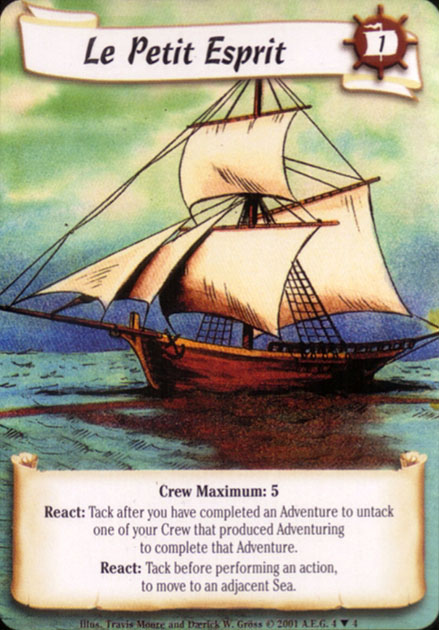 Le Petit Esprit
1
Crew Maximum: 5
React: Tack after you have completed an Adventure to untack
one of your Crew that produced Adventuring
to complete that Adventure.
React: Tack before performing an action,
to move to an adjacent Sea.
Illus. Travis Moore and Dærick W. Gröss © 2001 A.E.G. 4 ▼ 4